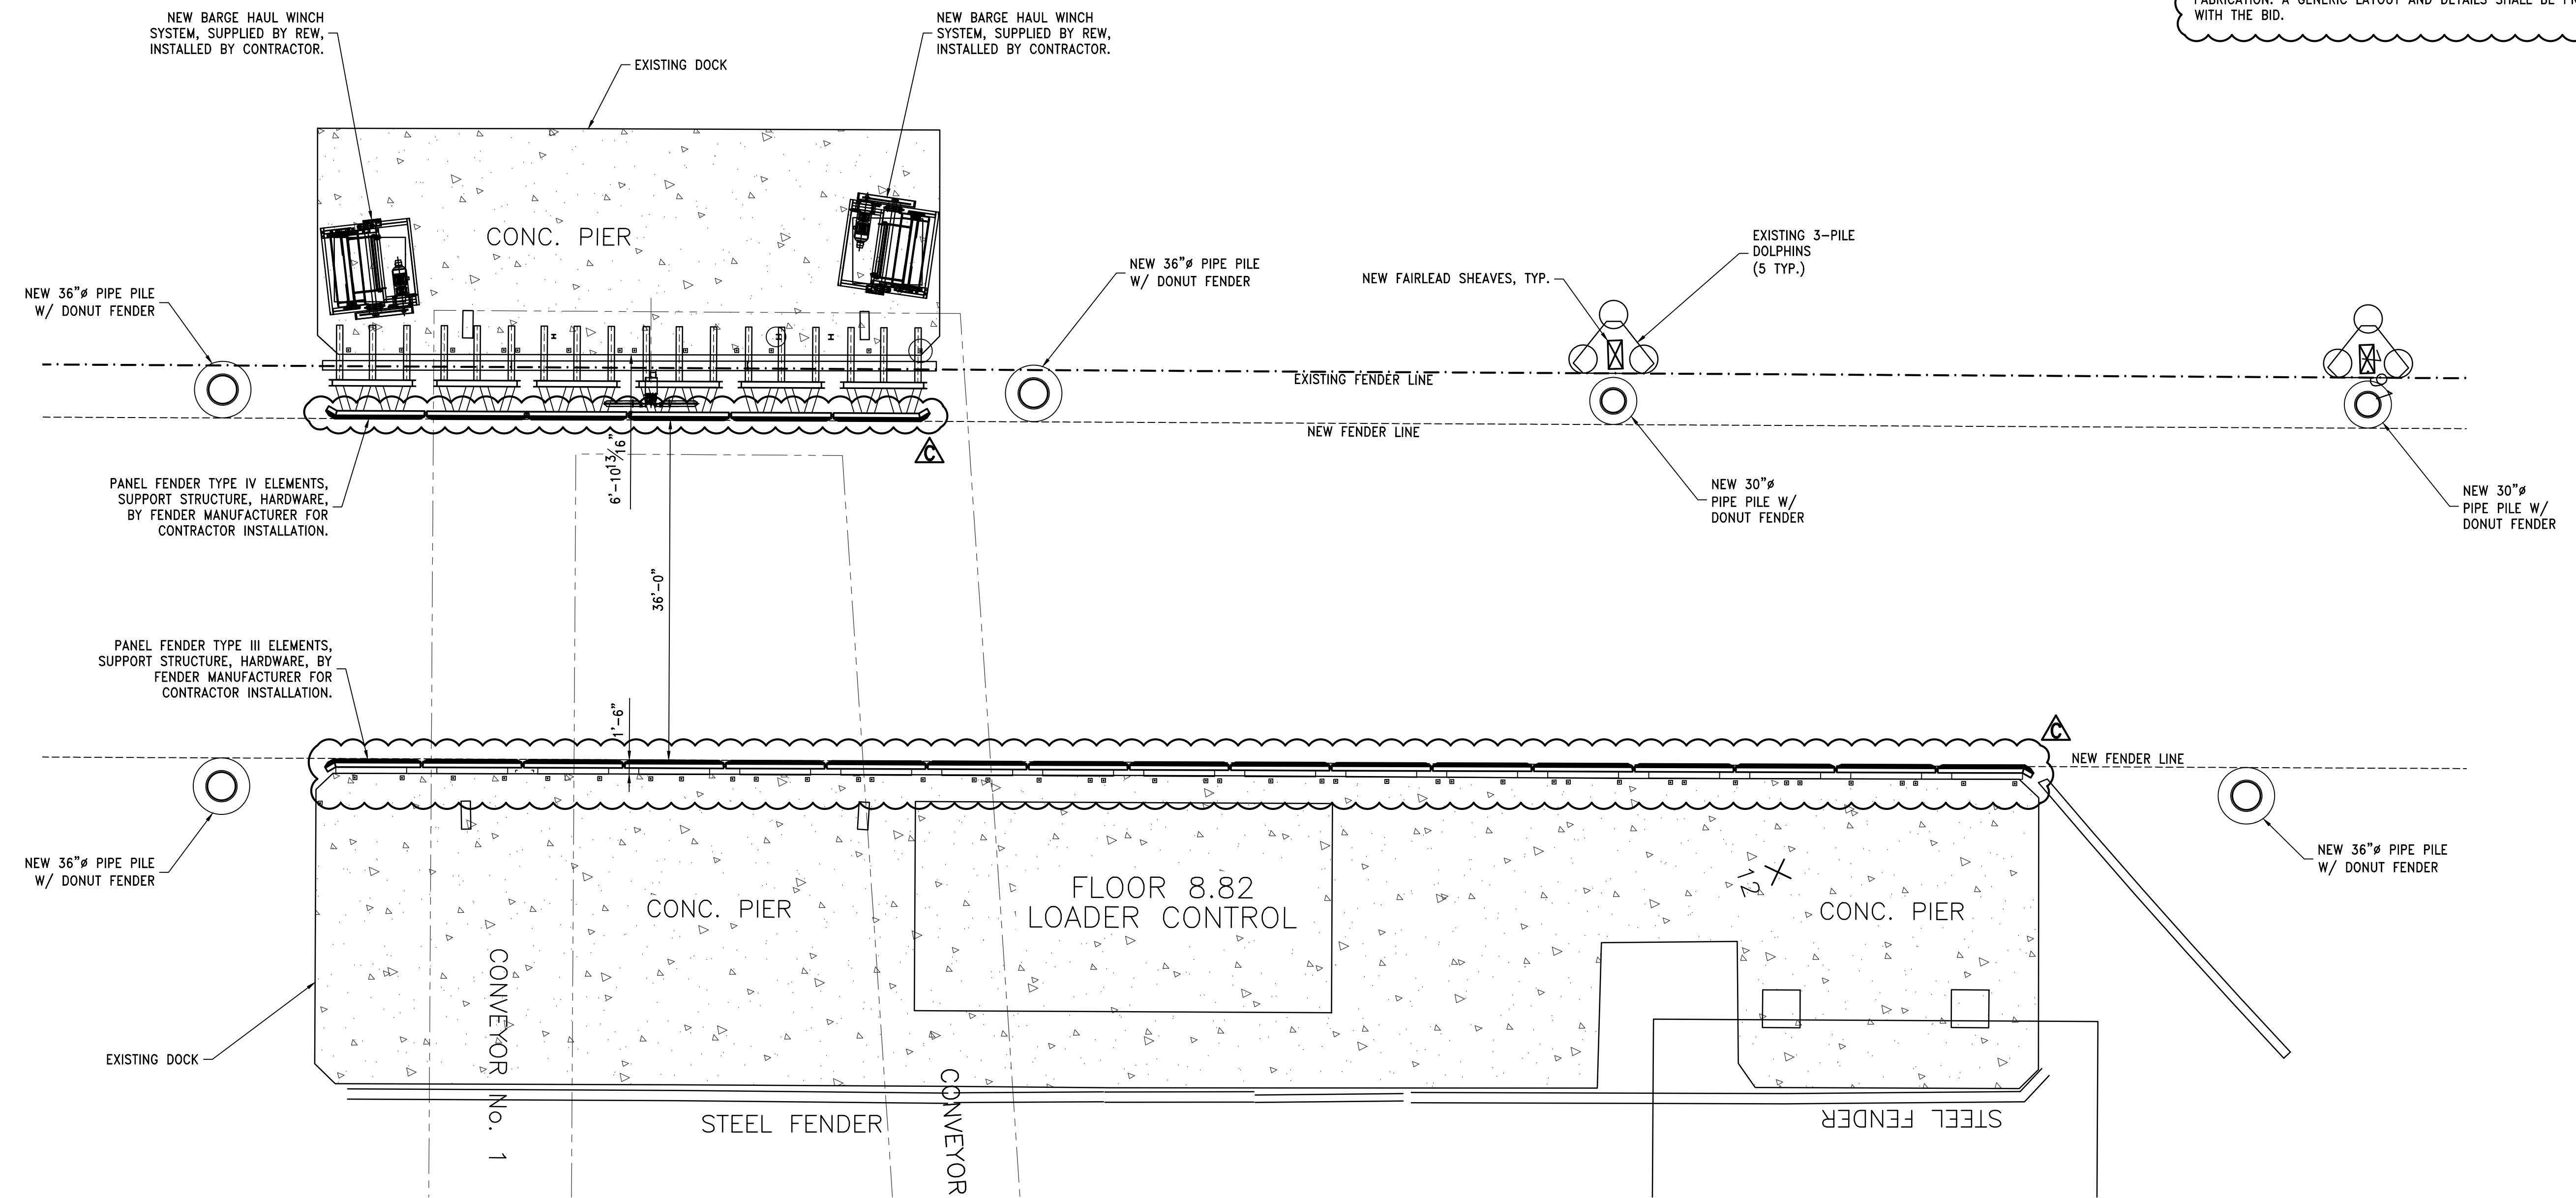 WITH THE BID.
NEW BARGE HAUL WINCH
SYSTEM, SUPPLIED BY REW,
INSTALLED BY CONTRACTOR.
NEW BARGE HAUL WINCH
SYSTEM, SUPPLIED BY REW,
INSTALLED BY CONTRACTOR.
EXISTING DOCK
CONC. PIER
NEW 36"ø PIPE PILE
W/ DONUT FENDER
NEW 36"ø PIPE PILE
W/ DONUT FENDER
NEW FAIRLEAD SHEAVES, TYP.
EXISTING 3-PILE
DOLPHINS
(5 TYP.)
EXISTING FENDER LINE
NEW FENDER LINE
C
6'-10 13/16"
PANEL FENDER TYPE IV ELEMENTS,
SUPPORT STRUCTURE, HARDWARE,
BY FENDER MANUFACTURER FOR
CONTRACTOR INSTALLATION.
NEW 30"ø
PIPE PILE W/
DONUT FENDER
NEW 30"ø
PIPE PILE W/
DONUT FENDER
36'-0"
PANEL FENDER TYPE III ELEMENTS,
SUPPORT STRUCTURE, HARDWARE, BY
FENDER MANUFACTURER FOR
CONTRACTOR INSTALLATION.
1'-6"
C
NEW FENDER LINE
NEW 36"ø PIPE PILE
W/ DONUT FENDER
NEW 36"ø PIPE PILE
W/ DONUT FENDER
CONC. PIER
FLOOR 8.82
LOADER CONTROL
12
CONC. PIER
CONVEYOR No. 1
EXISTING DOCK
CONVEYOR
STEEL FENDER
STEEL FENDER